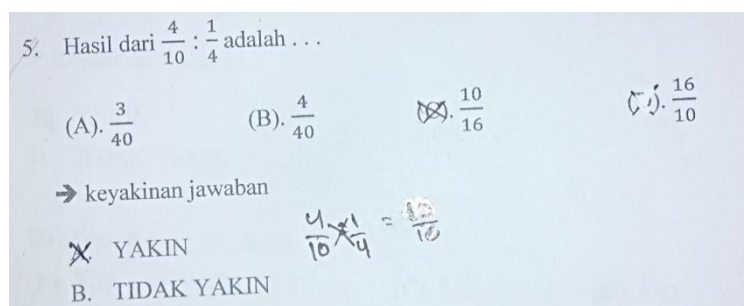 5. Hasil dari 4/10 : 1/4 adalah . . .
(A). 3/40 (B). 4/40 10/16 16/10
→ keyakinan jawaban
A. YAKIN
B. TIDAK YAKIN
4/10 × 1/4 =